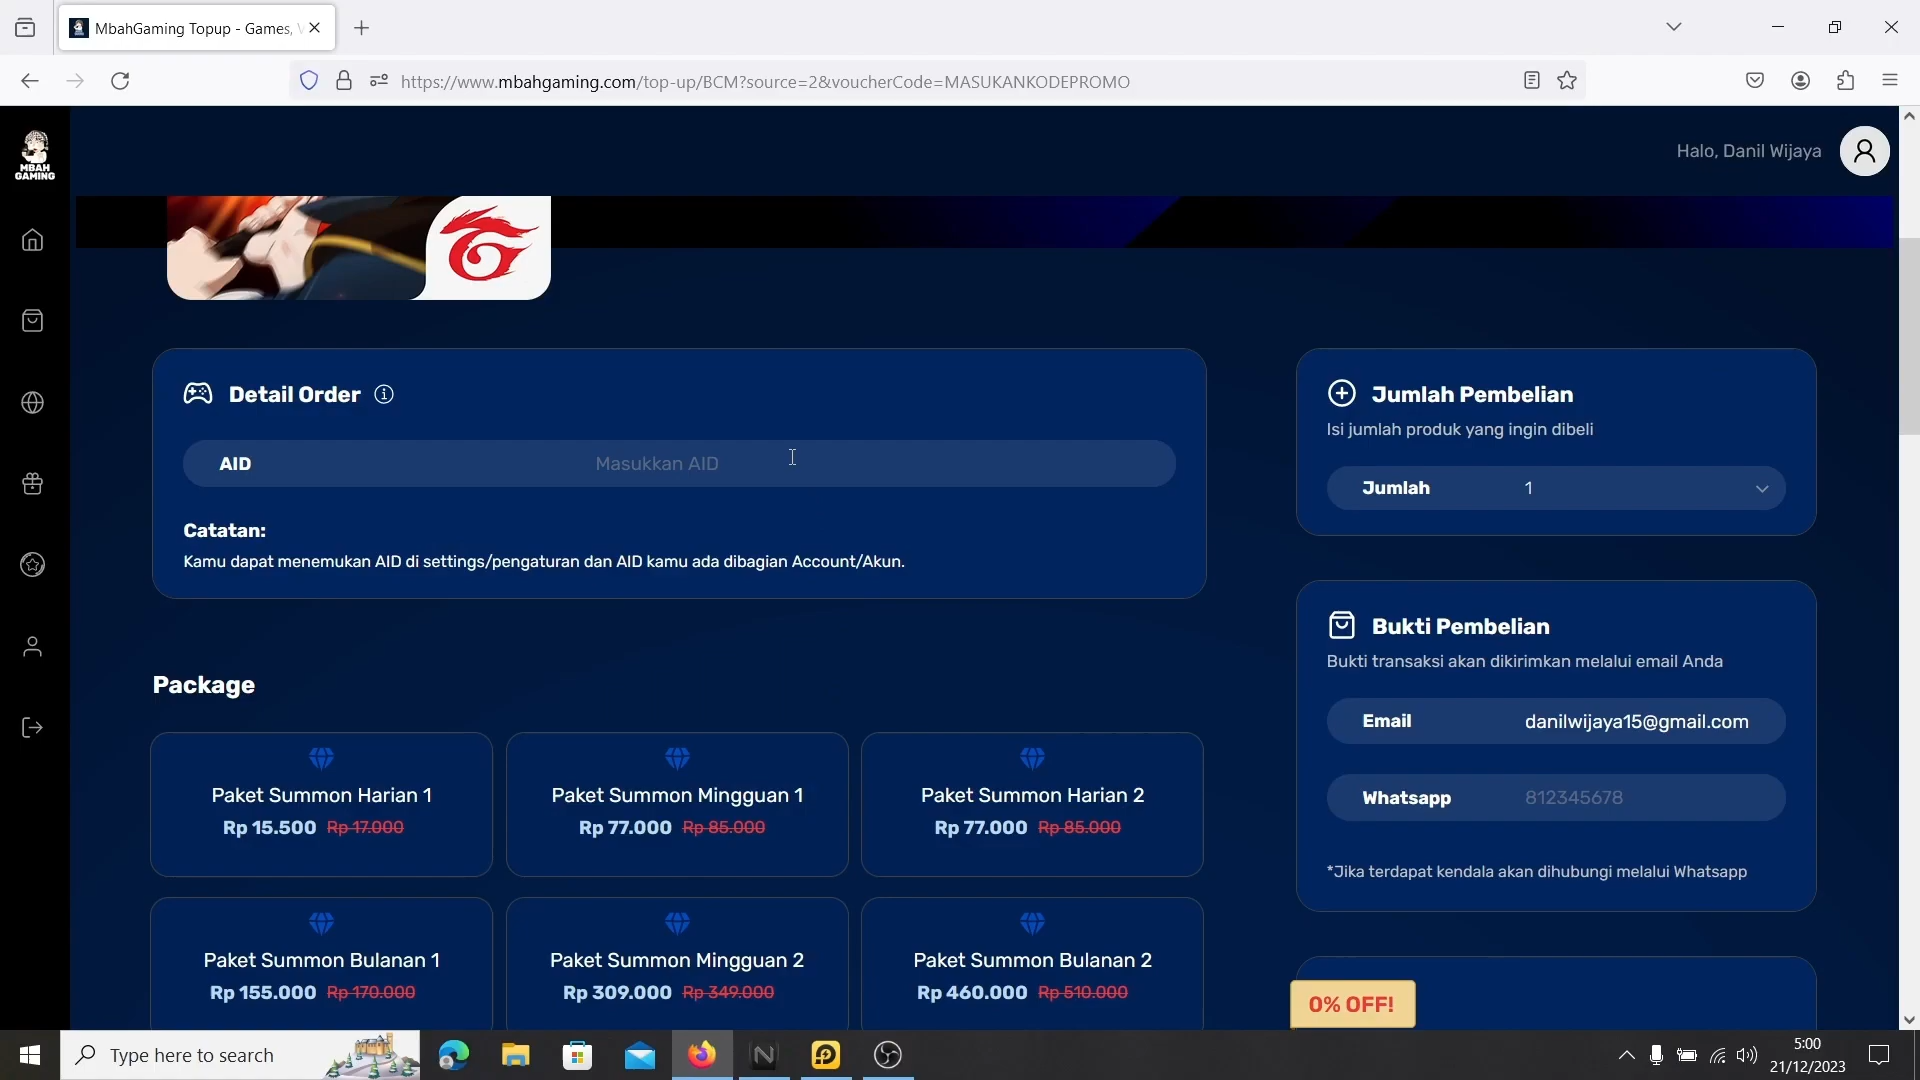 MbahGaming Topup - Games, V
https://www.mbahgaming.com/top-up/BCM?source=2&voucherCode=MASUKANKODEPROMO
MBAH
GAMING
Halo, Danil Wijaya
Detail Order
AID
Masukkan AID
Catatan:
Kamu dapat menemukan AID di settings/pengaturan dan AID kamu ada dibagian Account/Akun.
Package
Paket Summon Harian 1
Rp 15.500 Rp 17.000
Paket Summon Mingguan 1
Rp 77.000 Rp 85.000
Paket Summon Harian 2
Rp 77.000 Rp 85.000
Paket Summon Bulanan 1
Rp 155.000 Rp 170.000
Paket Summon Mingguan 2
Rp 309.000 Rp 349.000
Paket Summon Bulanan 2
Rp 460.000 Rp 510.000
Jumlah Pembelian
Isi jumlah produk yang ingin dibeli
Jumlah
1
Bukti Pembelian
Bukti transaksi akan dikirimkan melalui email Anda
Email
danilwijaya15@gmail.com
Whatsapp
812345678
*Jika terdapat kendala akan dihubungi melalui Whatsapp
0% OFF!
Type here to search
5:00
21/12/2023